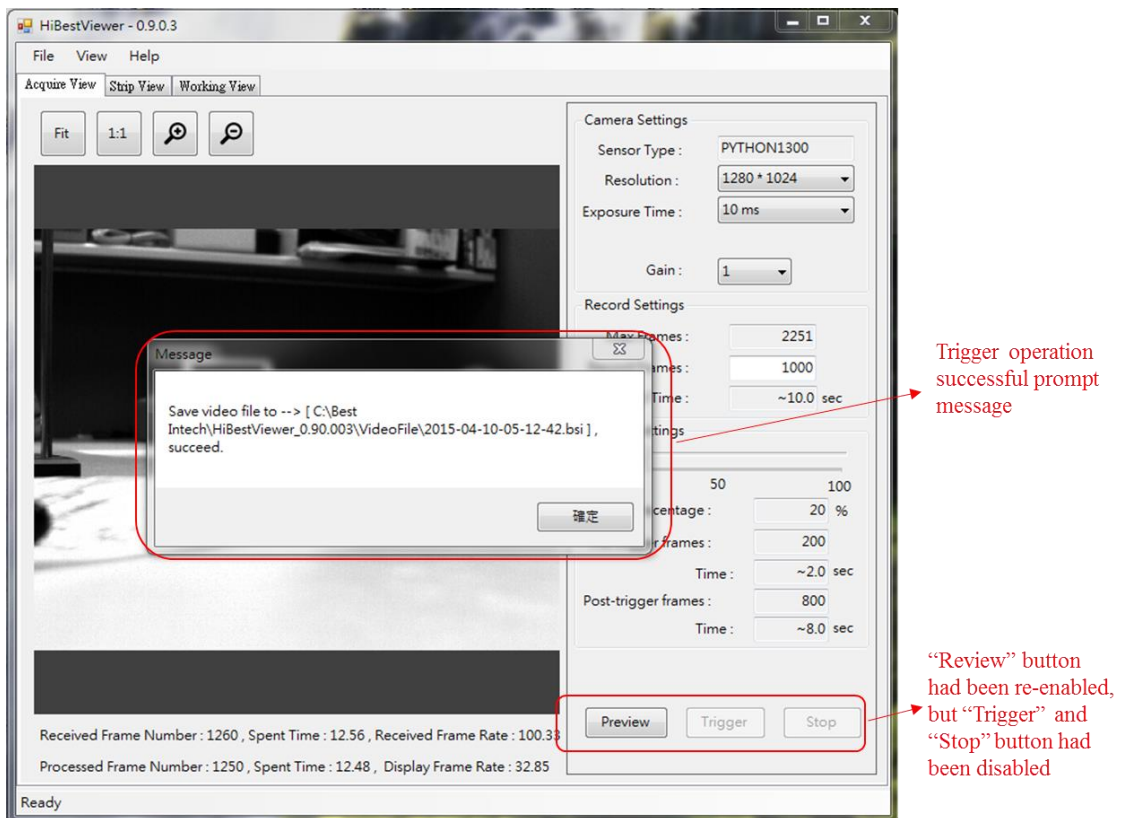 HiBestViewer - 0.9.0.3
File View Help
Acquire View Strip View Working View
Fit 1:1
Camera Settings
Sensor Type : PYTHON1300
Resolution : 1280 * 1024
Exposure Time : 10 ms
Gain : 1
Record Settings
Max Frames : 2251
ames : 1000
Time : ~10.0 sec
ttings
50 100
centage : 20 %
er frames : 200
Time : ~2.0 sec
Post-trigger frames : 800
Time : ~8.0 sec
Message
Save video file to --> [ C:\Best
Intech\HiBestViewer_0.90.003\VideoFile\2015-04-10-05-12-42.bsi ] ,
succeed.
確定
Preview Trigger Stop
Received Frame Number : 1260 , Spent Time : 12.56 , Received Frame Rate : 100.33
Processed Frame Number : 1250 , Spent Time : 12.48 , Display Frame Rate : 32.85
Ready
Trigger operation
successful prompt
message
“Review” button
had been re-enabled,
but “Trigger” and
“Stop” button had
been disabled